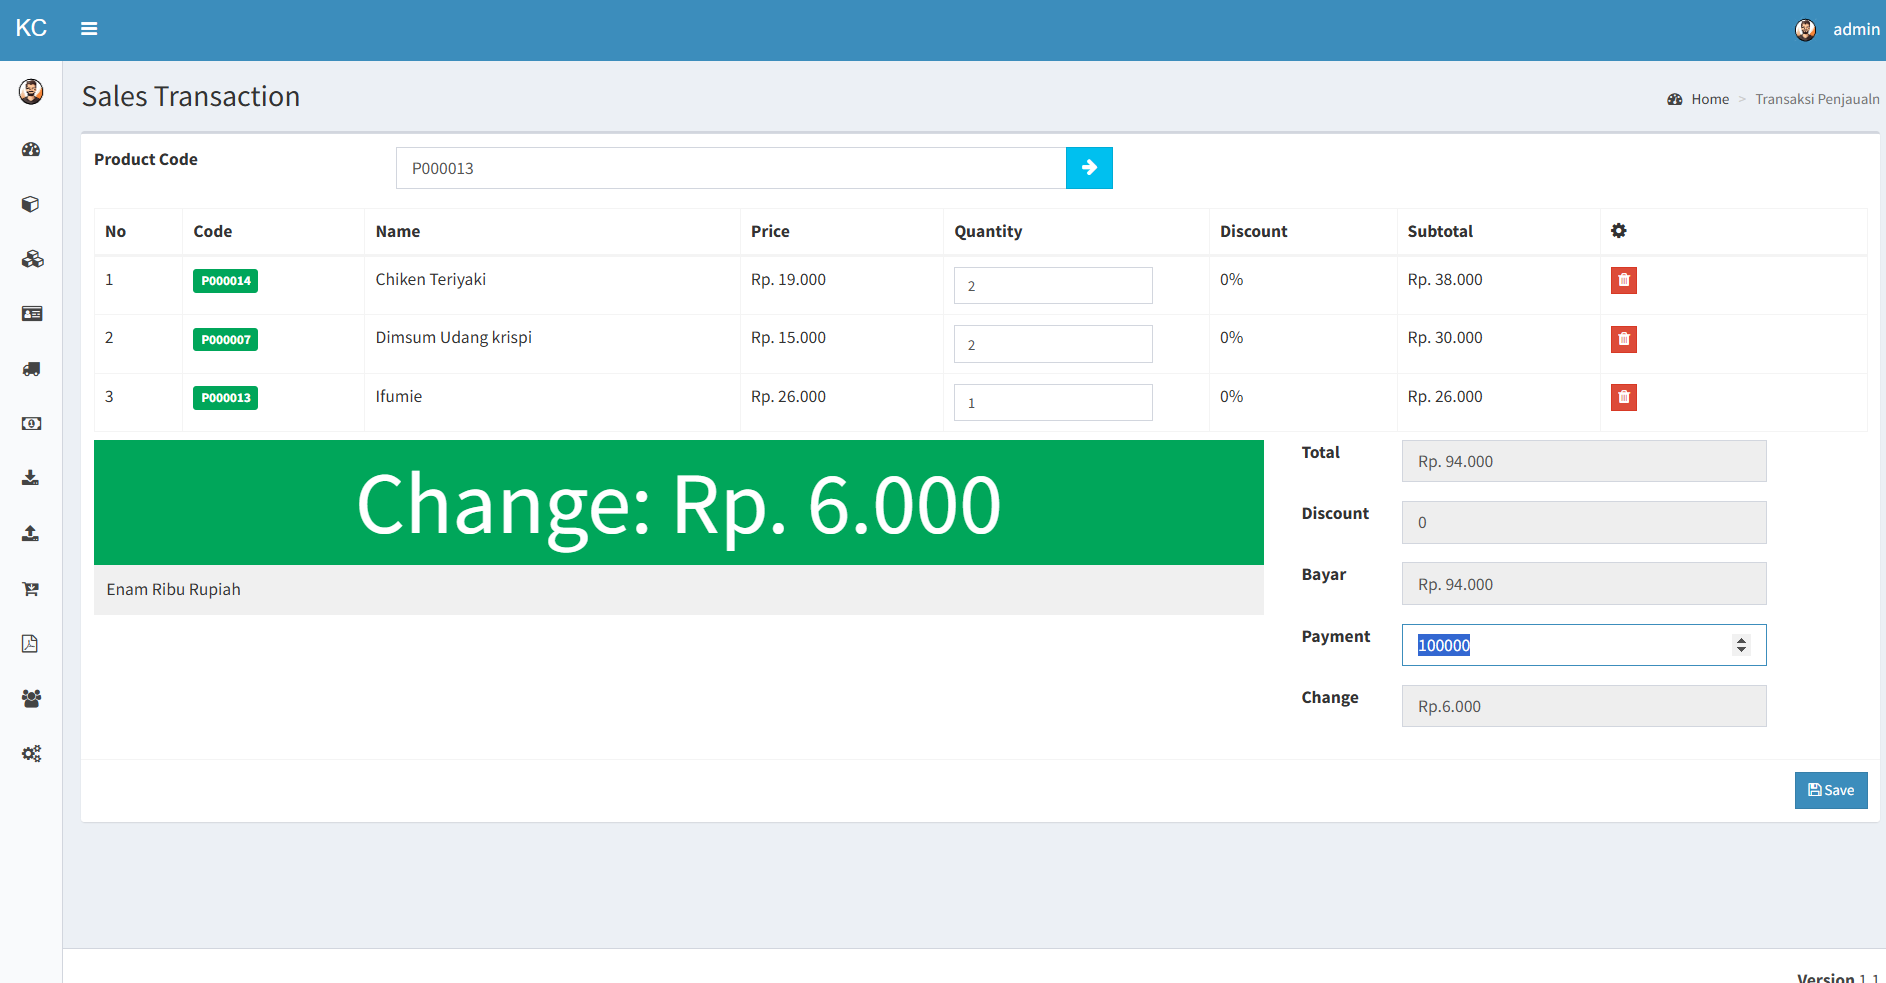 KC
admin
Sales Transaction
Home > Transaksi Penjaualn
Product Code
P000013
No Code Name Price Quantity Discount Subtotal
1 P000014 Chiken Teriyaki Rp. 19.000 2 0% Rp. 38.000
2 P000007 Dimsum Udang krispi Rp. 15.000 2 0% Rp. 30.000
3 P000013 Ifumie Rp. 26.000 1 0% Rp. 26.000
Change: Rp. 6.000
Enam Ribu Rupiah
Total Rp. 94.000
Discount 0
Bayar Rp. 94.000
Payment 100000
Change Rp.6.000
Save
Version 1.1